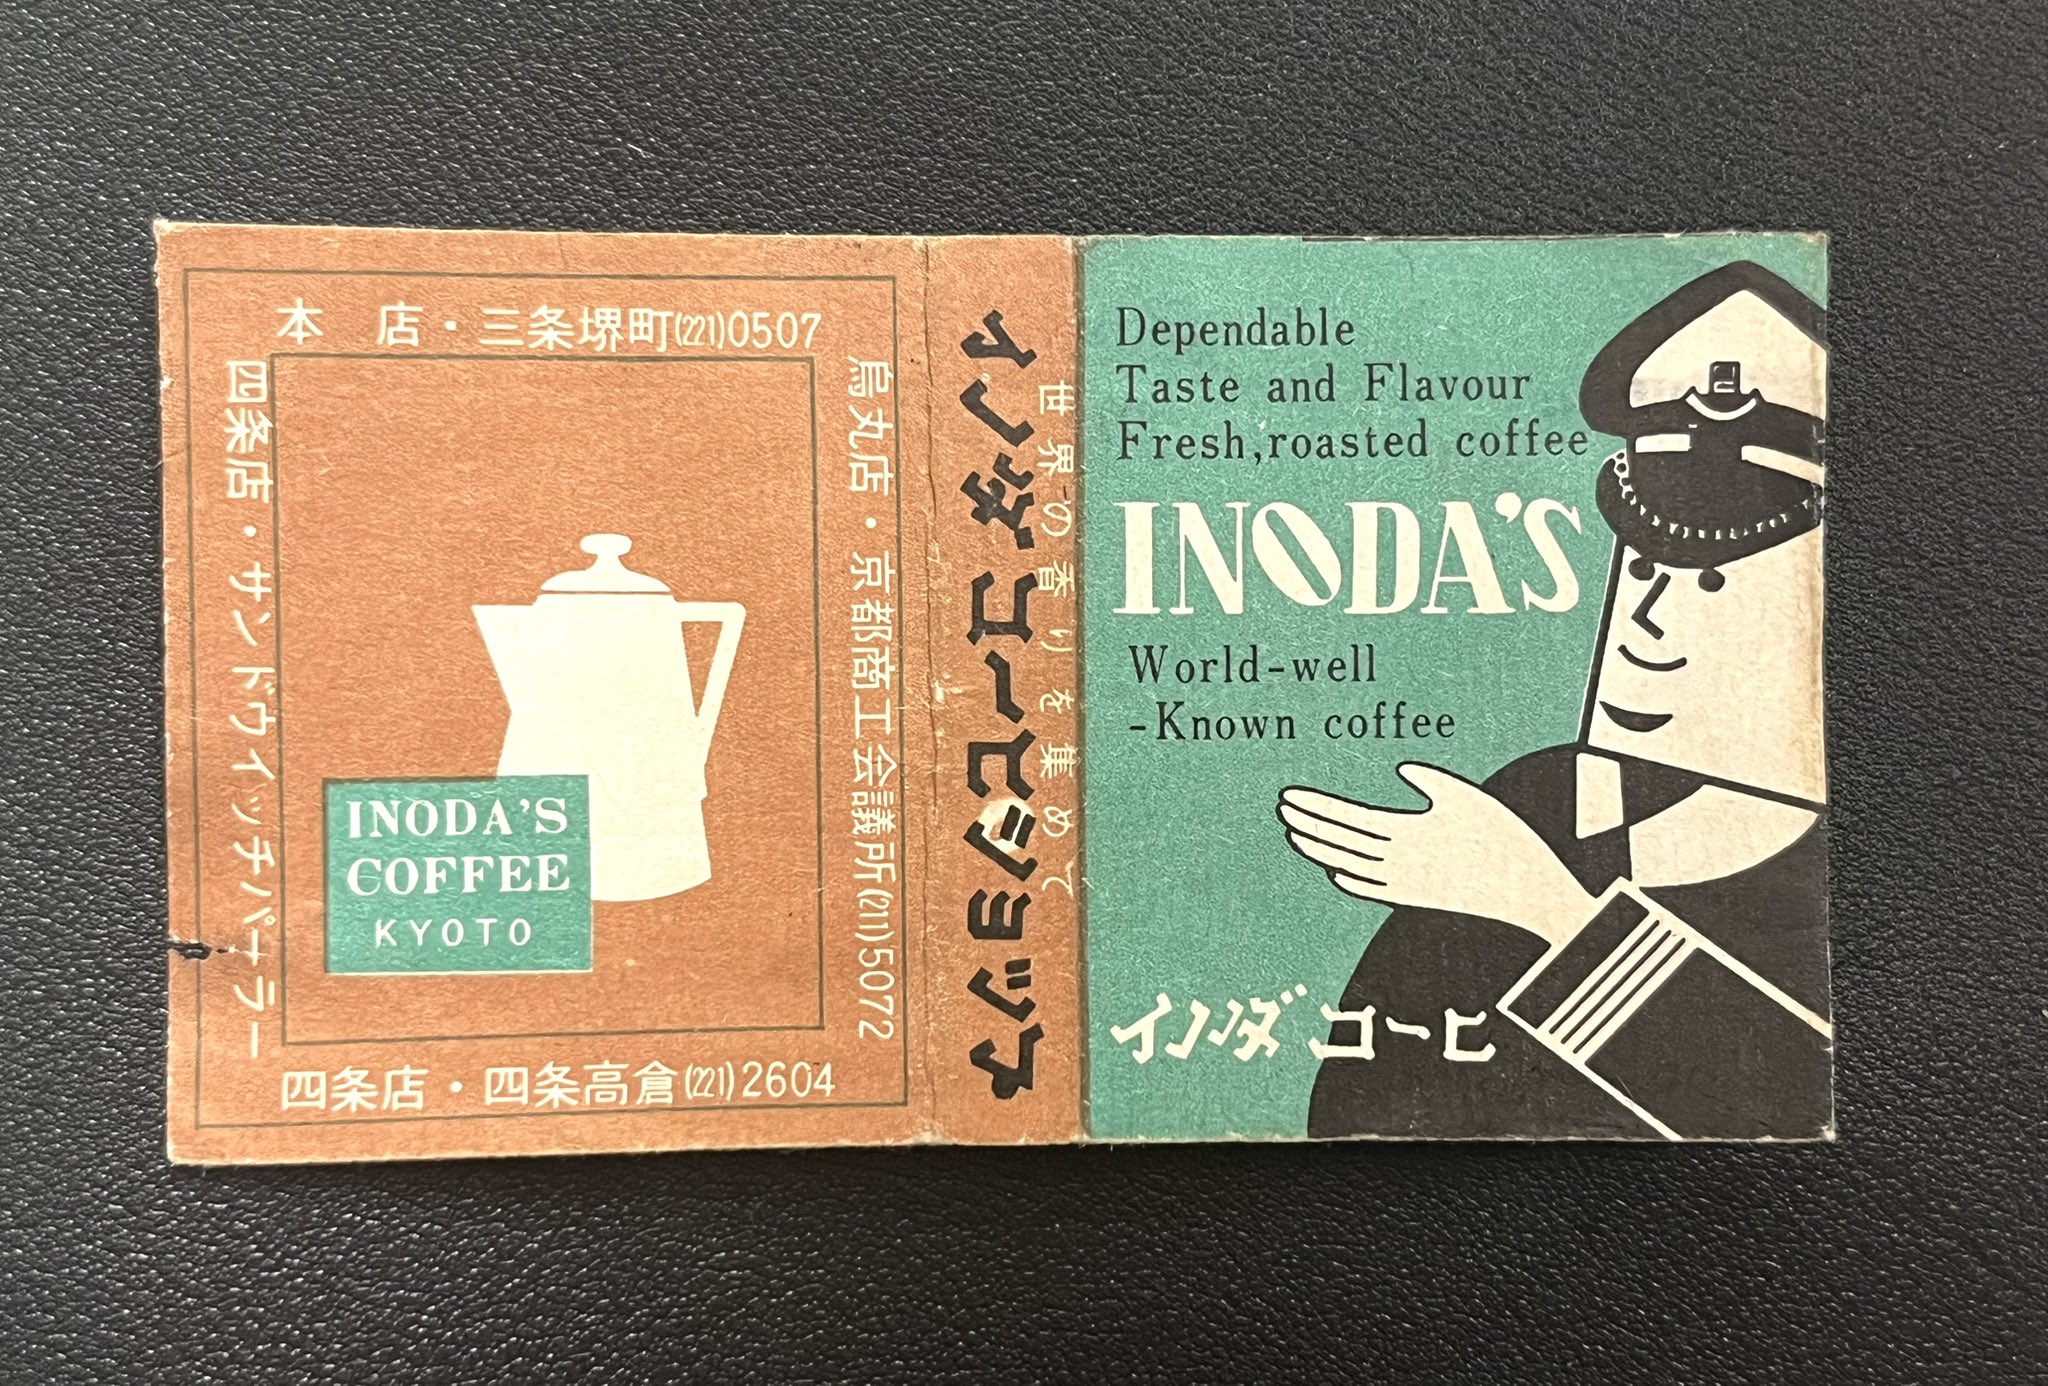 本 店・三条堺町(221)0507
烏丸店・京都商工会議所(211)5072
四条店・サンドウイッチパーラー
四条店・四条高倉(221)2604
INODA'S
COFFEE
KYOTO
世界の香りを集めて
イノダコーヒショップ
Dependable
Taste and Flavour
Fresh,roasted coffee
INODA'S
World-well
-Known coffee
イノダコーヒ